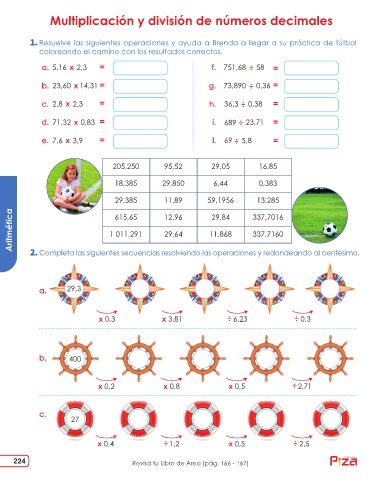 Multiplicación y división de números decimales
1. Resuelve las siguientes operaciones y ayuda a Brenda a llegar a su práctica de fútbol
coloreando el camino con los resultados correctos.
a. 5,16 x 2,3 = f. 751,68 ÷ 58 =
b. 23,60 x 14,31 = g. 73,890 ÷ 0,36 =
c. 2,8 x 2,3 = h. 36,3 ÷ 0,38 =
d. 71,32 x 0,83 = i. 689 ÷ 23,71 =
e. 7,6 x 3,9 = l. 69 ÷ 5,8 =
205,250 95,52 29,05 16,85
18,385 29,850 6,44 0,383
29,385 11,89 59,1956 13,285
615,65 12,96 29,84 337,7016
1 011,291 29,64 11,868 337,7160
Aritmética
2. Completa las siguientes secuencias resolviendo las operaciones y redondeando al centésimo.
a. 29,3
x 0,3 x 3,81 ÷ 6,23 ÷ 0,3
b. 400
x 0,2 x 0,8 x 0,5 ÷ 2,71
c. 27
x 0,4 ÷ 1,2 x 0,5 ÷ 2,5
224 Revisa tu Libro de Área (pág. 166 - 167) Piza